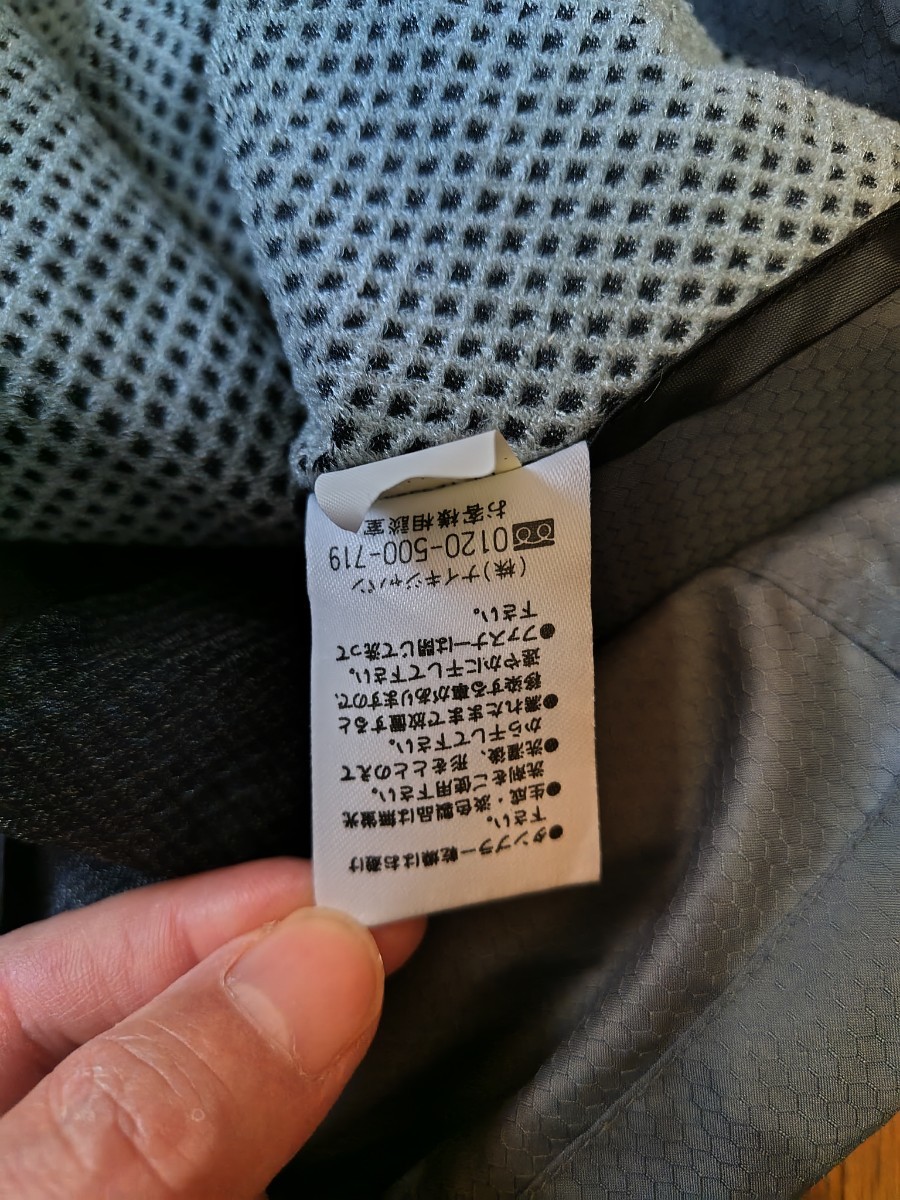 ●タンブラー乾燥はお避け
下さい。
●生成・淡色製品は無蛍光
洗剤をご使用下さい。
●洗濯後、形をととのえて
から干して下さい。
●濡れたままで放置すると
移染する事がありますので、
速やかに干して下さい。
●ファスナーは閉じて洗って
下さい。
(株)ナイキジャパン
0120-500-719
お客様相談室